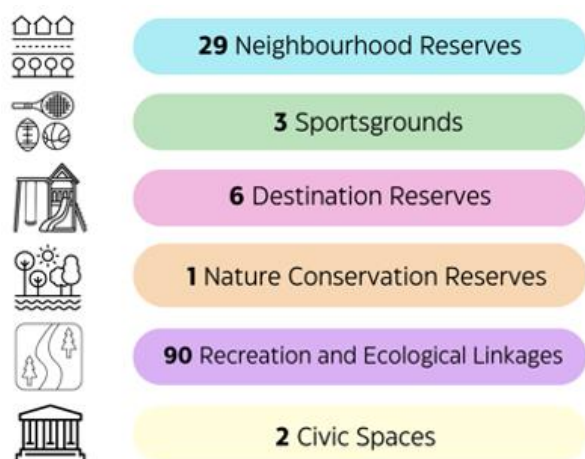 29 Neighbourhood Reserves
3 Sportsgrounds
6 Destination Reserves
1 Nature Conservation Reserves
90 Recreation and Ecological Linkages
2 Civic Spaces